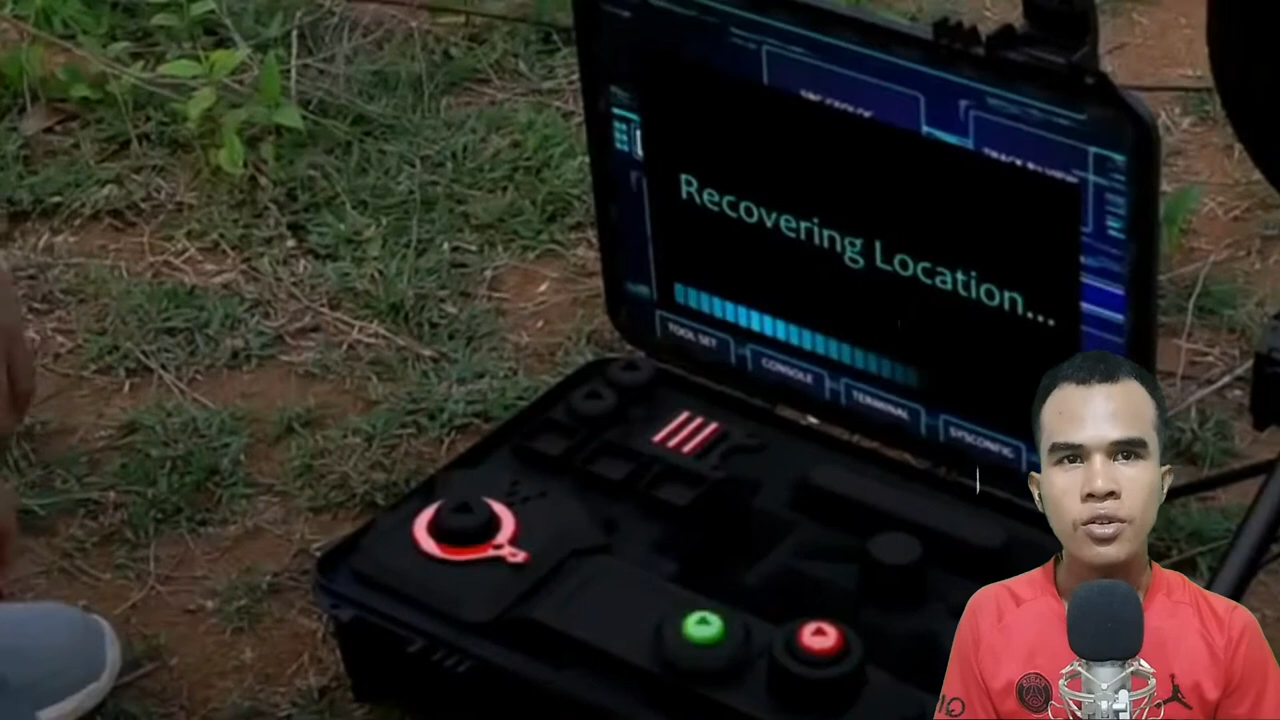 Recovering Location...
TOOL SET
CONSOLE
TERMINAL
SYSCONFIG